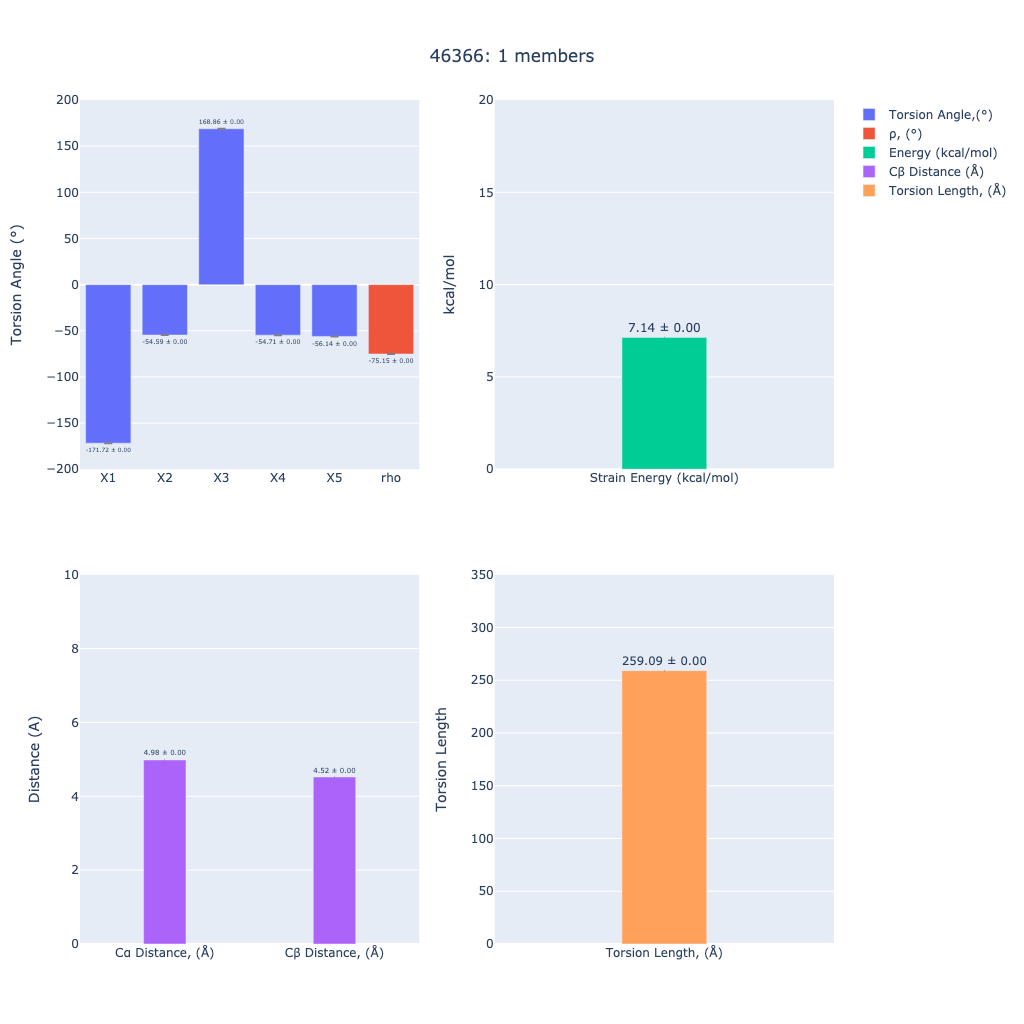 46366: 1 members
Torsion Angle (°)
200
150
100
50
0
−50
−100
−150
−200
-171.72 ± 0.00
-54.59 ± 0.00
168.86 ± 0.00
-54.71 ± 0.00
-56.14 ± 0.00
-75.15 ± 0.00
X1 X2 X3 X4 X5 rho
kcal/mol
20
15
10
5
0
7.14 ± 0.00
Strain Energy (kcal/mol)
Torsion Angle,(°)
ρ, (°)
Energy (kcal/mol)
Cβ Distance (Å)
Torsion Length, (Å)
Distance (A)
10
8
6
4
2
0
4.98 ± 0.00
4.52 ± 0.00
Cα Distance, (Å) Cβ Distance, (Å)
Torsion Length
350
300
250
200
150
100
50
0
259.09 ± 0.00
Torsion Length, (Å)